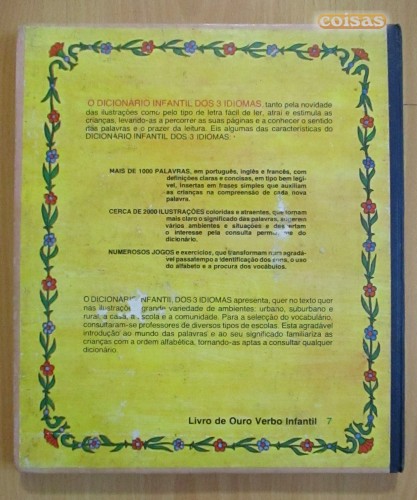 coisas
O DICIONÁRIO INFANTIL DOS 3 IDIOMAS, tanto pela novidade
das ilustrações como pelo tipo de letra fácil de ler, atrai e estimula as
crianças, levando-as a percorrer as suas páginas e a conhecer o sentido
das palavras e o prazer da leitura. Eis algumas das características do
DICIONÁRIO INFANTIL DOS 3 IDIOMAS: -
MAIS DE 1000 PALAVRAS, em português, inglês e francês, com
definições claras e concisas, em tipo bem legí-
vel, insertas em frases simples que auxiliam
as crianças na compreensão de cada nova
palavra.
CERCA DE 2000 ILUSTRAÇÕES coloridas e atraentes, que tornam
mais claro o significado das palavras, sugerem
vários ambientes e situações e despertam
o interesse pela consulta permanente do
dicionário.
NUMEROSOS JOGOS e exercícios, que transformam num agradá-
vel passatempo a identificação dos sons, o uso
do alfabeto e a procura dos vocábulos.
O DICIONÁRIO INFANTIL DOS 3 IDIOMAS apresenta, quer no texto quer
nas ilustrações, grande variedade de ambientes: urbano, suburbano e
rural, a casa, a escola e a comunidade. Para a selecção do vocabulário,
consultaram-se professores de diversos tipos de escolas. Esta agradável
introdução ao mundo das palavras e ao seu significado familiariza as
crianças com a ordem alfabética, tornando-as aptas a consultar qualquer
dicionário.
Livro de Ouro Verbo Infantil 7